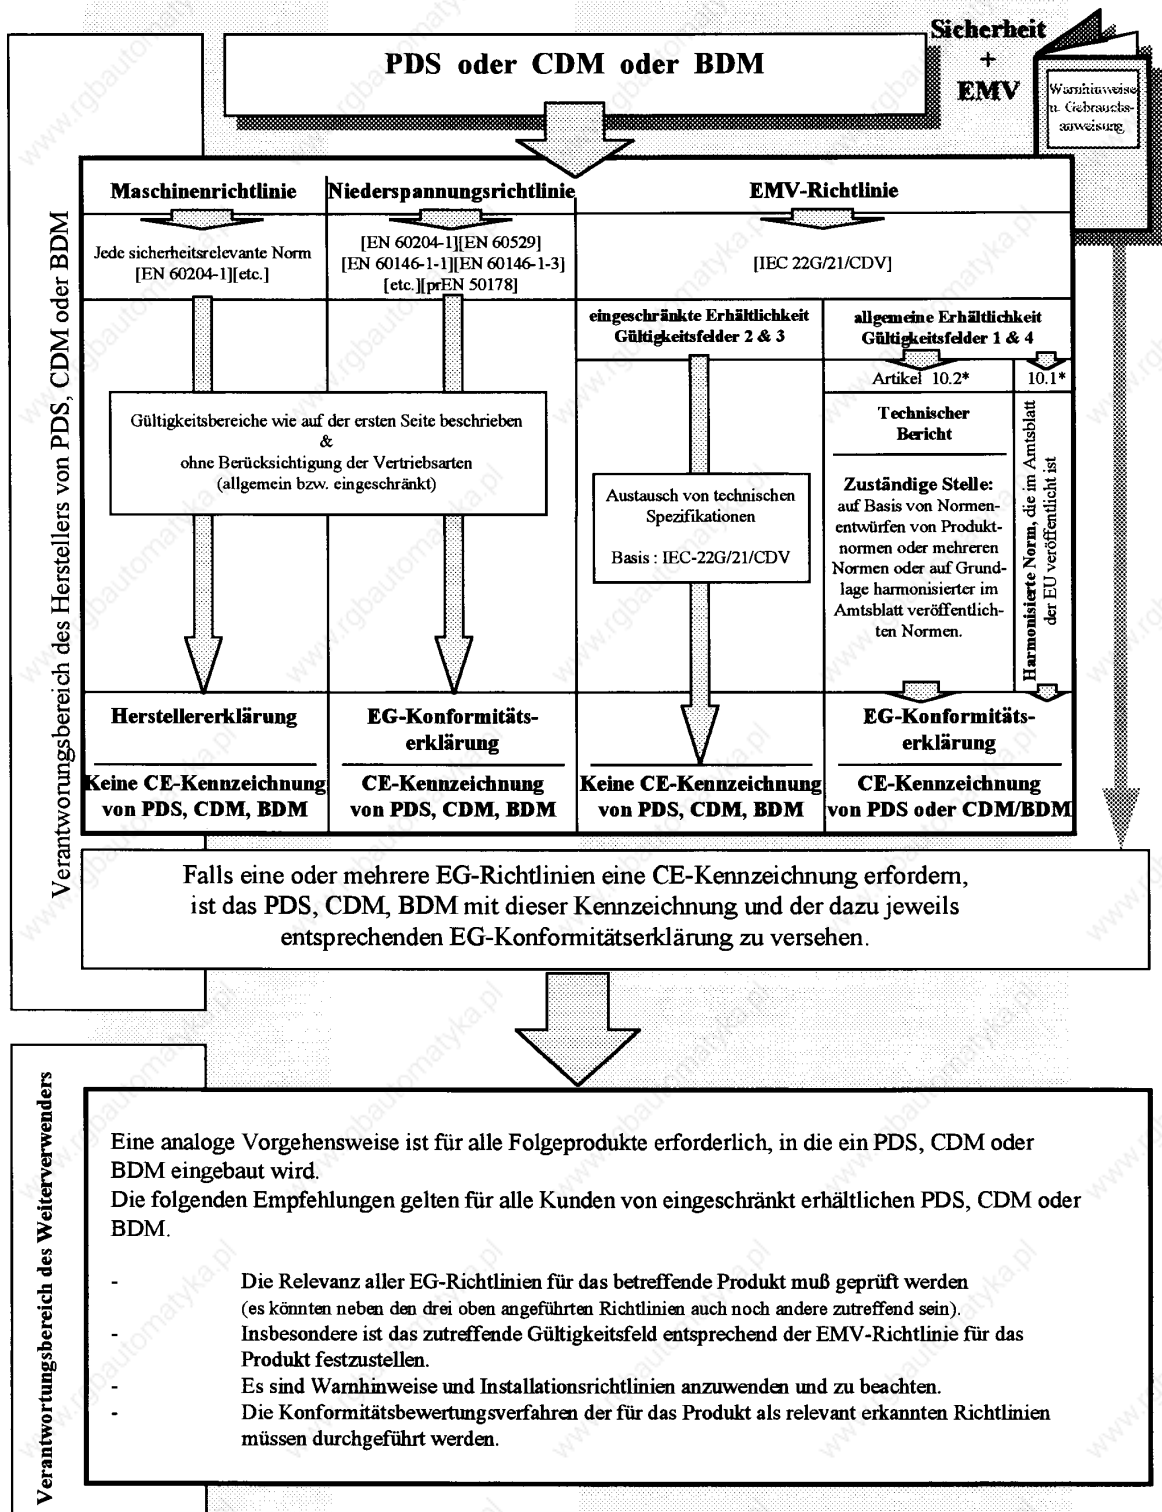 Sicherheit
+
EMV
PDS oder CDM oder BDM
Warnhinweise
u. Gebrauchs-
anweisung
Verantworungsbereich des Herstellers von PDS, CDM oder BDM
Maschinenrichtlinie
Niederspannungsrichtlinie
EMV-Richtlinie
Jede sicherheitsrelevante Norm
[EN 60204-1][etc.]
[EN 60204-1][EN 60529]
[EN 60146-1-1][EN 60146-1-3]
[etc.][prEN 50178]
[IEC 22G/21/CDV]
eingeschränkte Erhältlichkeit
Gültigkeitsfelder 2 & 3
allgemeine Erhältlichkeit
Gültigkeitsfelder 1 & 4
Artikel 10.2*
10.1*
Gültigkeitsbereiche wie auf der ersten Seite beschrieben
&
ohne Berücksichtigung der Vertriebsarten
(allgemein bzw. eingeschränkt)
Austausch von technischen
Spezifikationen
Basis : IEC-22G/21/CDV
Technischer
Bericht
Zuständige Stelle:
auf Basis von Normen-
entwürfen von Produkt-
normen oder mehreren
Normen oder auf Grund-
lage harmonisierter im
Amtsblatt veröffentlich-
ten Normen.
Harmonisierte Norm, die im Amtsblatt
der EU veröffentlicht ist
Herstellererklärung
Keine CE-Kennzeichnung
von PDS, CDM, BDM
EG-Konformitäts-
erklärung
CE-Kennzeichnung
von PDS, CDM, BDM
Keine CE-Kennzeichnung
von PDS, CDM, BDM
EG-Konformitäts-
erklärung
CE-Kennzeichnung
von PDS oder CDM/BDM
Falls eine oder mehrere EG-Richtlinien eine CE-Kennzeichnung erfordern,
ist das PDS, CDM, BDM mit dieser Kennzeichnung und der dazu jeweils
entsprechenden EG-Konformitätserklärung zu versehen.
Verantwortungsbereich des Weiterverwenders
Eine analoge Vorgehensweise ist für alle Folgeprodukte erforderlich, in die ein PDS, CDM oder
BDM eingebaut wird.
Die folgenden Empfehlungen gelten für alle Kunden von eingeschränkt erhältlichen PDS, CDM oder
BDM.
- Die Relevanz aller EG-Richtlinien für das betreffende Produkt muß geprüft werden
(es könnten neben den drei oben angeführten Richtlinien auch noch andere zutreffend sein).
- Insbesondere ist das zutreffende Gültigkeitsfeld entsprechend der EMV-Richtlinie für das
Produkt festzustellen.
- Es sind Warnhinweise und Installationsrichtlinien anzuwenden und zu beachten.
- Die Konformitätsbewertungsverfahren der für das Produkt als relevant erkannten Richtlinien
müssen durchgeführt werden.
www.rgbautomatyka.pl